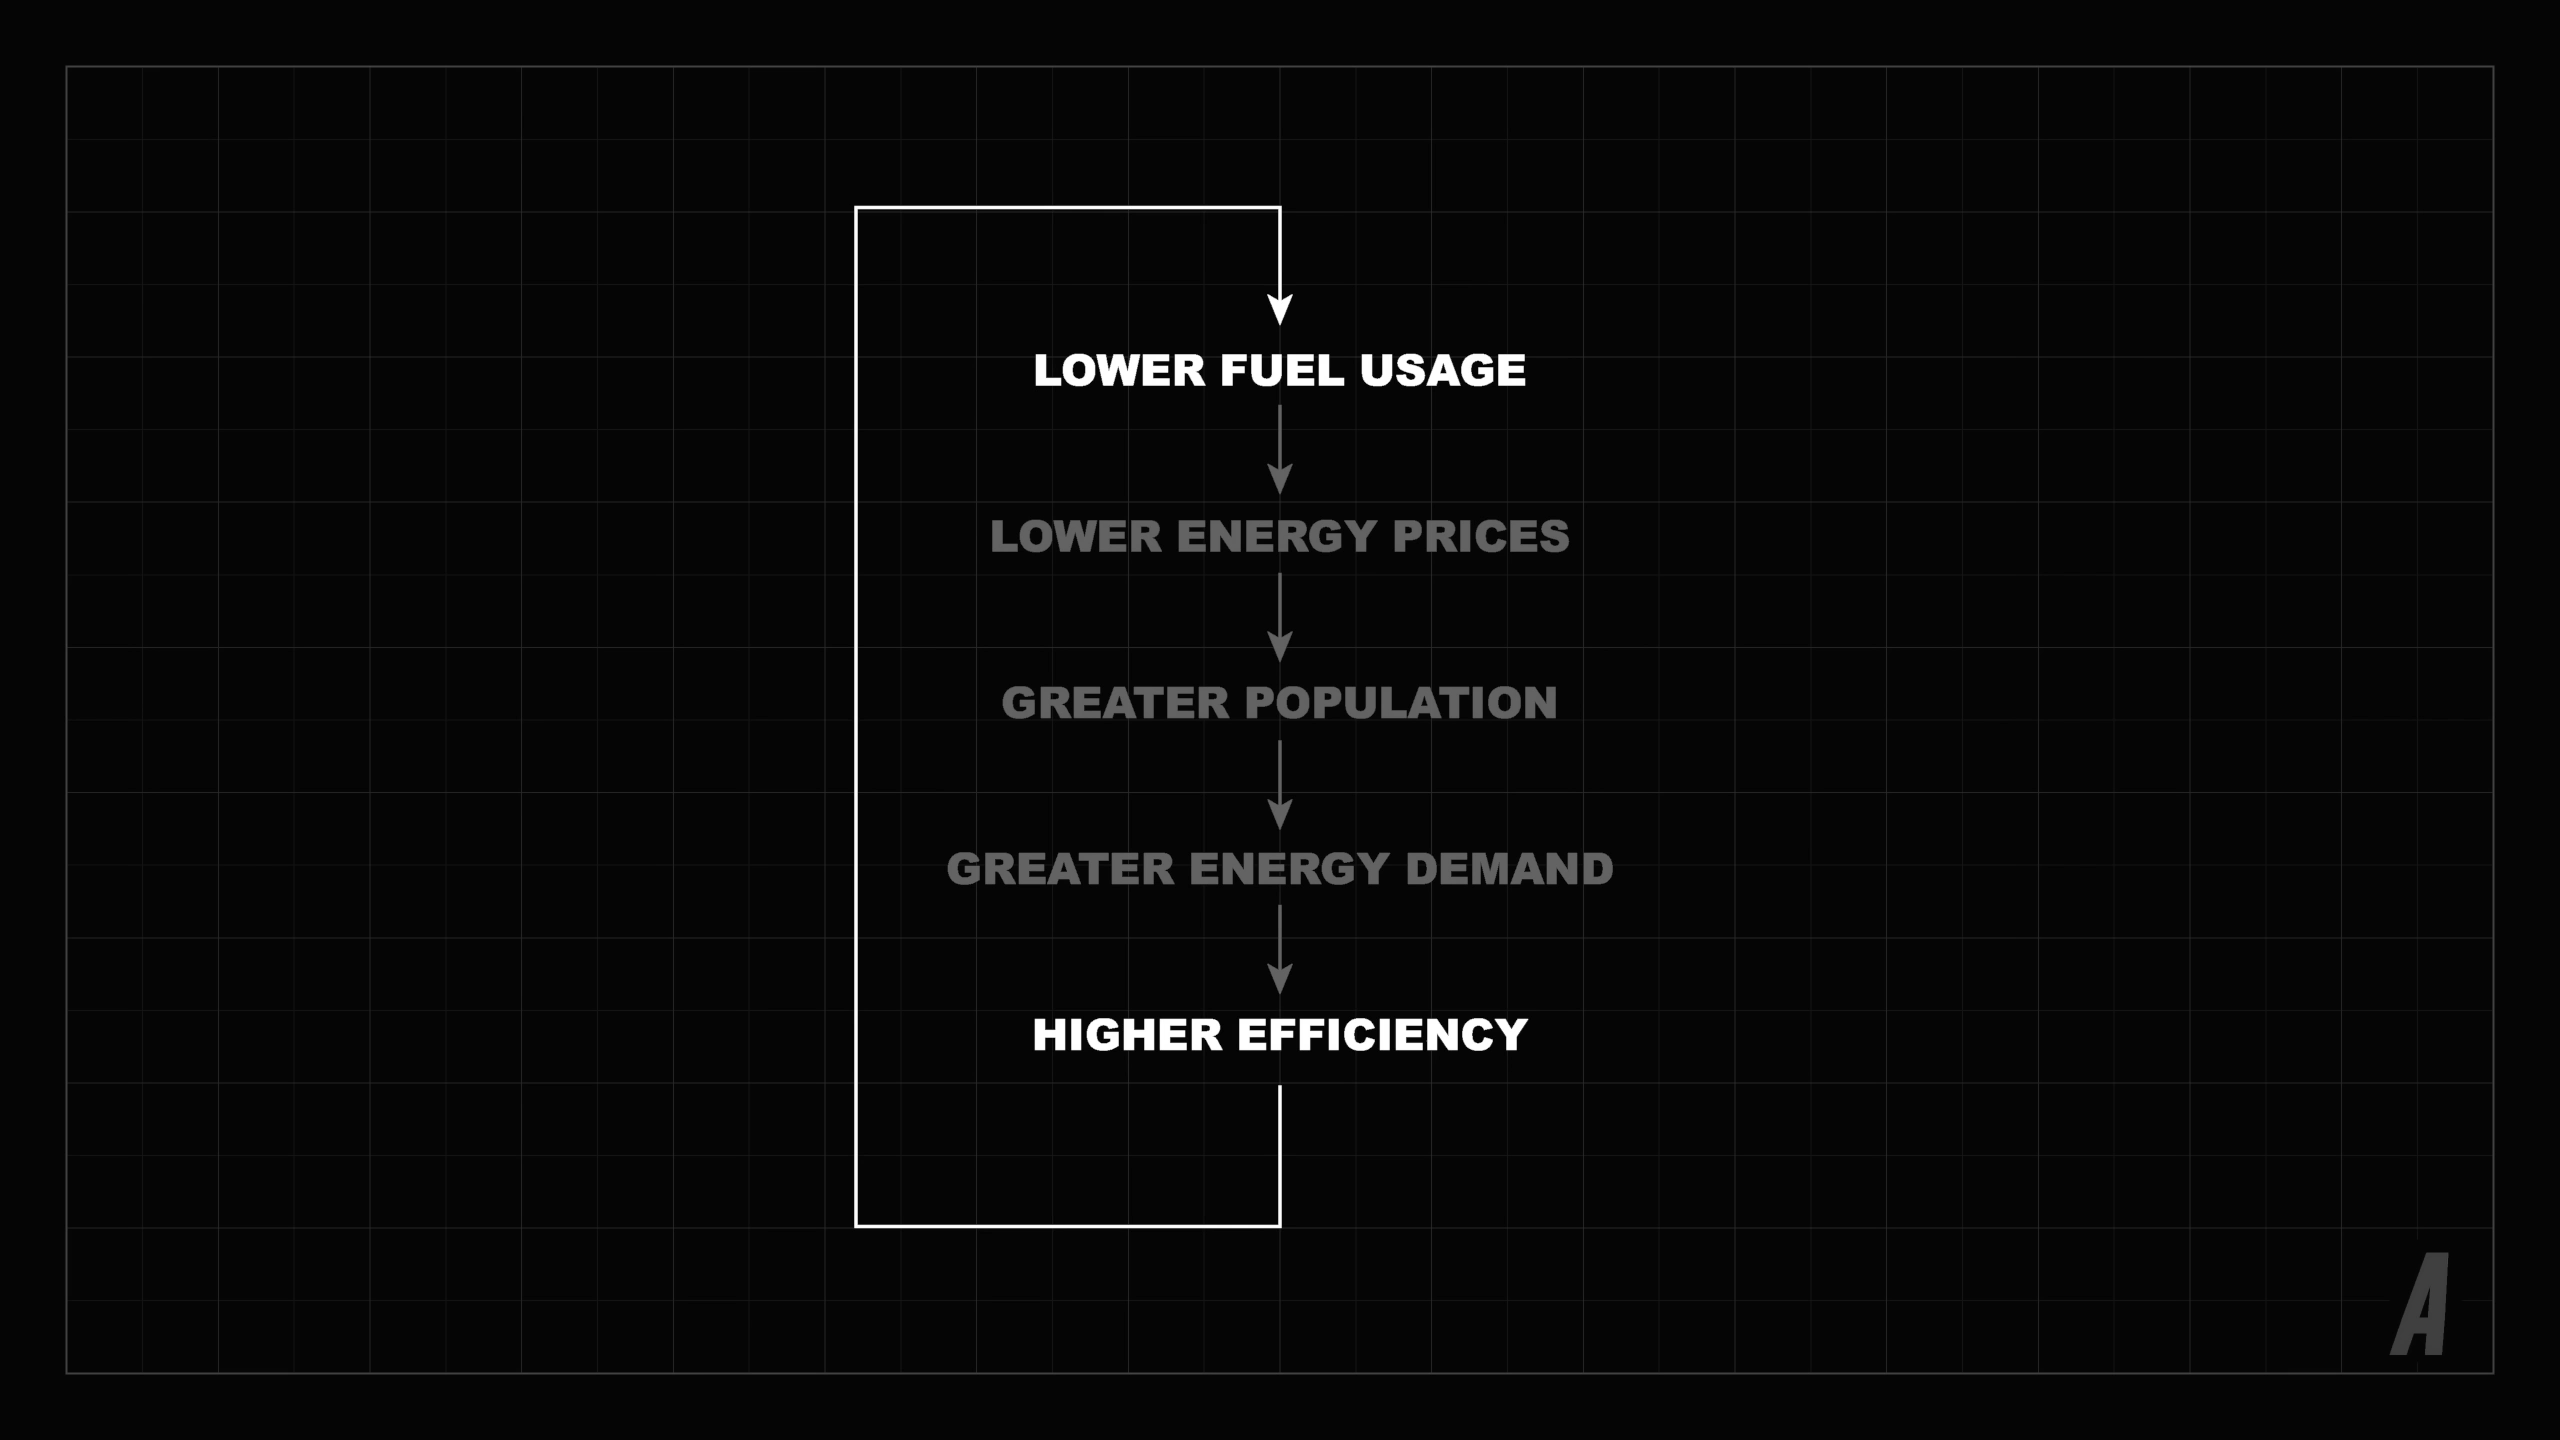 LOWER FUEL USAGE
LOWER ENERGY PRICES
GREATER POPULATION
GREATER ENERGY DEMAND
HIGHER EFFICIENCY
A